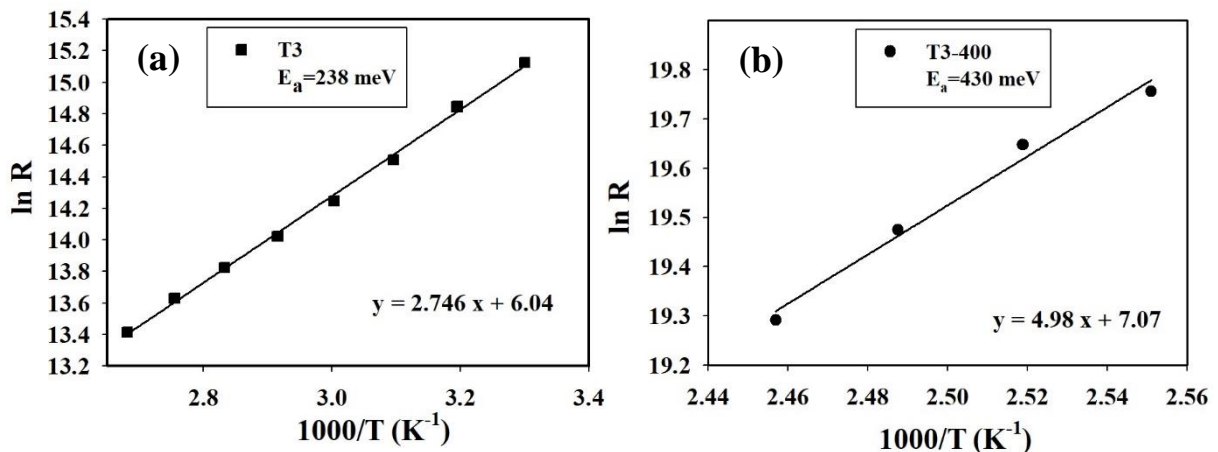 (a)
T3
Eₐ=238 meV
ln R
15.4
15.2
15.0
14.8
14.6
14.4
14.2
14.0
13.8
13.6
13.4
13.2
y = 2.746 x + 6.04
2.8
3.0
3.2
3.4
1000/T (K⁻¹)
(b)
T3-400
Eₐ=430 meV
ln R
19.8
19.7
19.6
19.5
19.4
19.3
19.2
y = 4.98 x + 7.07
2.44
2.46
2.48
2.50
2.52
2.54
2.56
1000/T (K⁻¹)